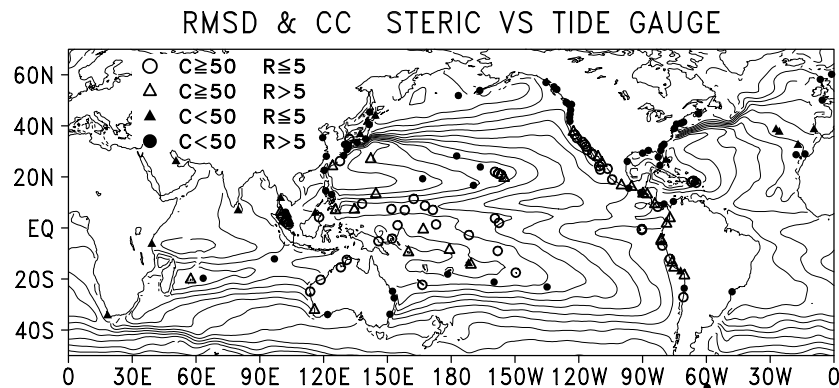 RMSD & CC STERIC VS TIDE GAUGE
C≧50 R≦5
C≧50 R>5
C<50 R≦5
C<50 R>5
60N
40N
20N
EQ
20S
40S
0 30E 60E 90E 120E 150E 180 150W 120W 90W 60W 30W 0